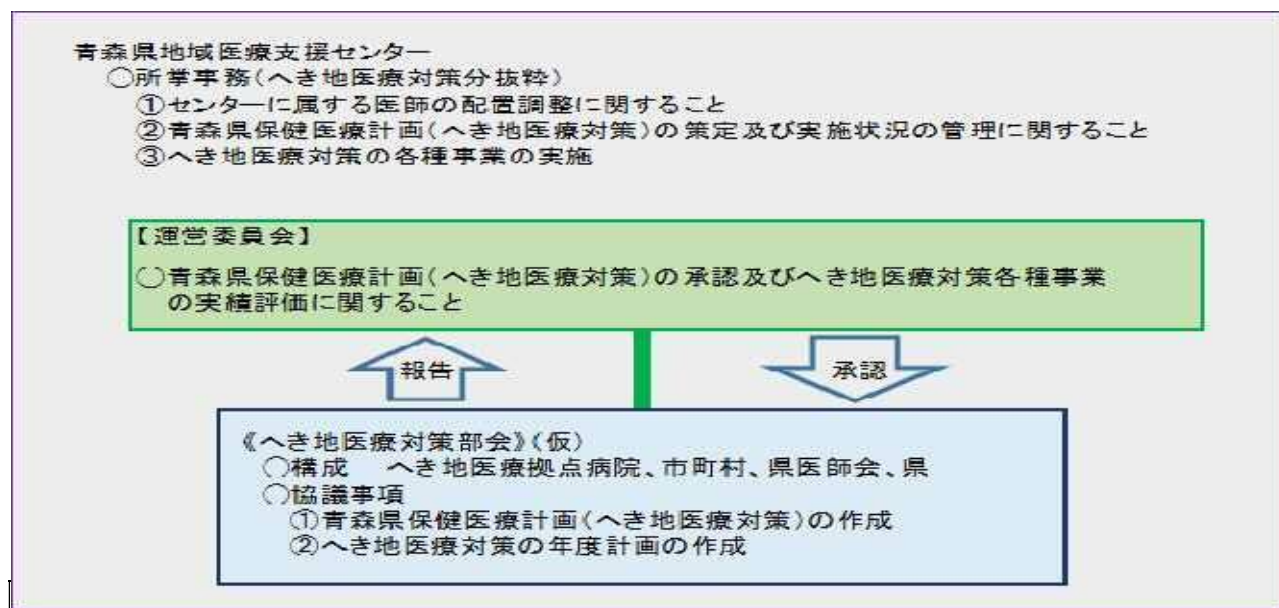 青森県地域医療支援センター
○所掌事務(へき地医療対策分抜粋)
①センターに属する医師の配置調整に関すること
②青森県保健医療計画(へき地医療対策)の策定及び実施状況の管理に関すること
③へき地医療対策の各種事業の実施
【運営委員会】
○青森県保健医療計画(へき地医療対策)の承認及びへき地医療対策各種事業
の実績評価に関すること
報告
承認
《へき地医療対策部会》(仮)
○構成 へき地医療拠点病院、市町村、県医師会、県
○協議事項
①青森県保健医療計画(へき地医療対策)の作成
②へき地医療対策の年度計画の作成